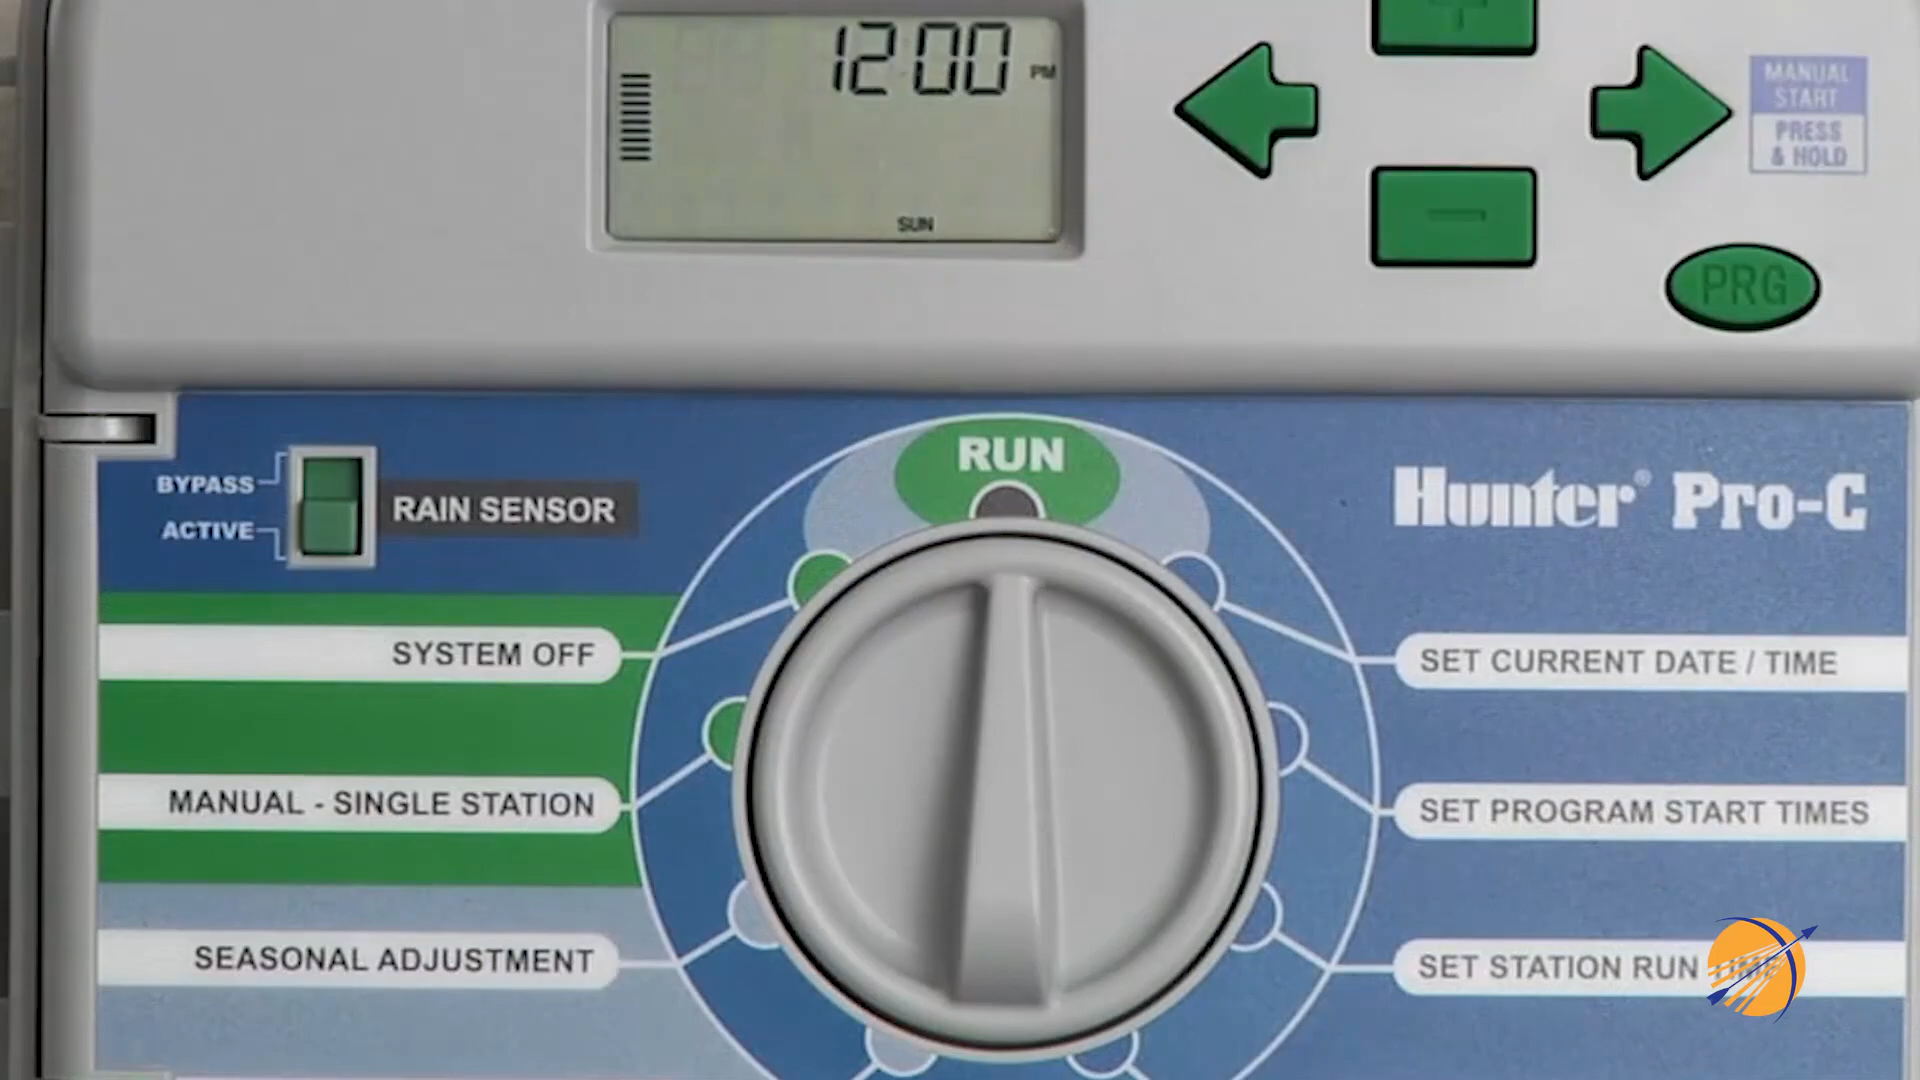 12:00 PM
SUN
+
MANUAL
START
PRESS
& HOLD
−
PRG
RUN
BYPASS
ACTIVE
RAIN SENSOR
Hunter® Pro-C
SYSTEM OFF
SET CURRENT DATE / TIME
MANUAL - SINGLE STATION
SET PROGRAM START TIMES
SEASONAL ADJUSTMENT
SET STATION RUN TIME